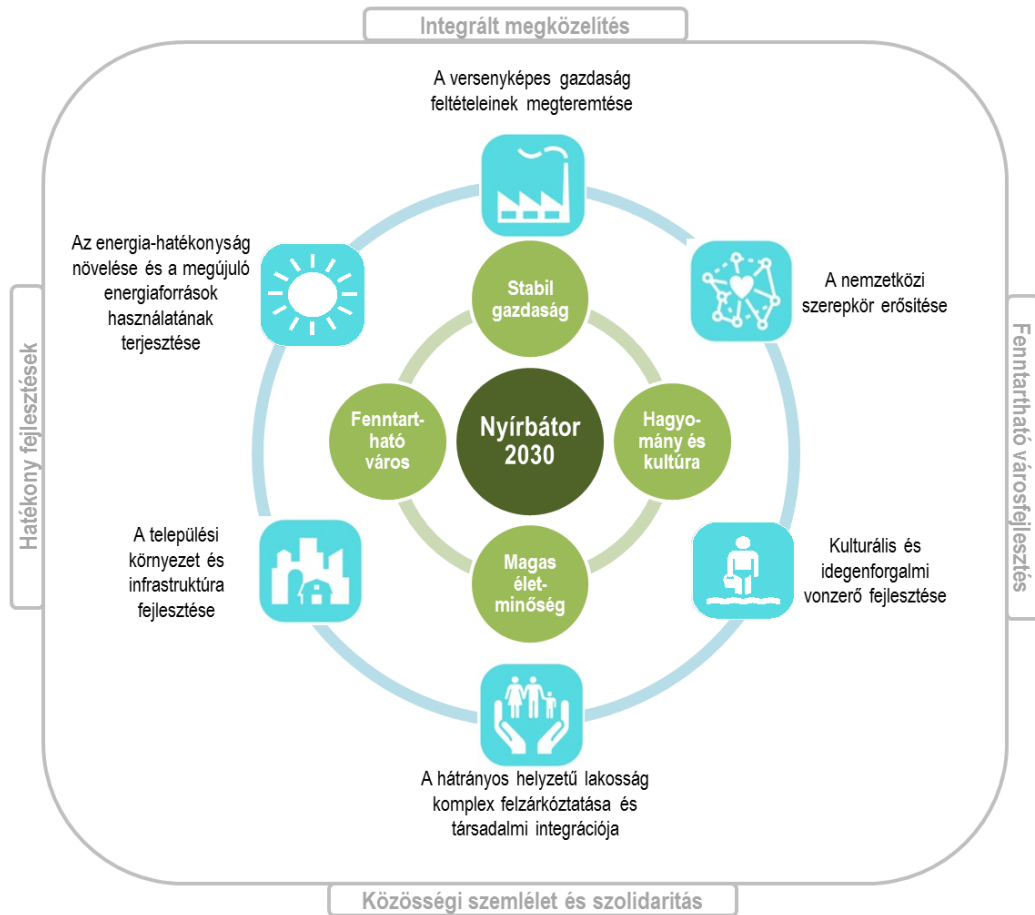 Integrált megközelítés
A versenyképes gazdaság
feltételeinek megteremtése
Az energia-hatékonyság
növelése és a megújuló
energiaforrások
használatának
terjesztése
Stabil
gazdaság
A nemzetközi
szerepkör erősítése
Hatékony fejlesztések
Fenntart-
ható
város
Nyírbátor
2030
Hagyo-
mány és
kultúra
Fenntartható városfejlesztés
A települési
környezet és
infrastruktúra
fejlesztése
Magas
élet-
minőség
Kulturális és
idegenforgalmi
vonzerő fejlesztése
A hátrányos helyzetű lakosság
komplex felzárkóztatása és
társadalmi integrációja
Közösségi szemlélet és szolidaritás